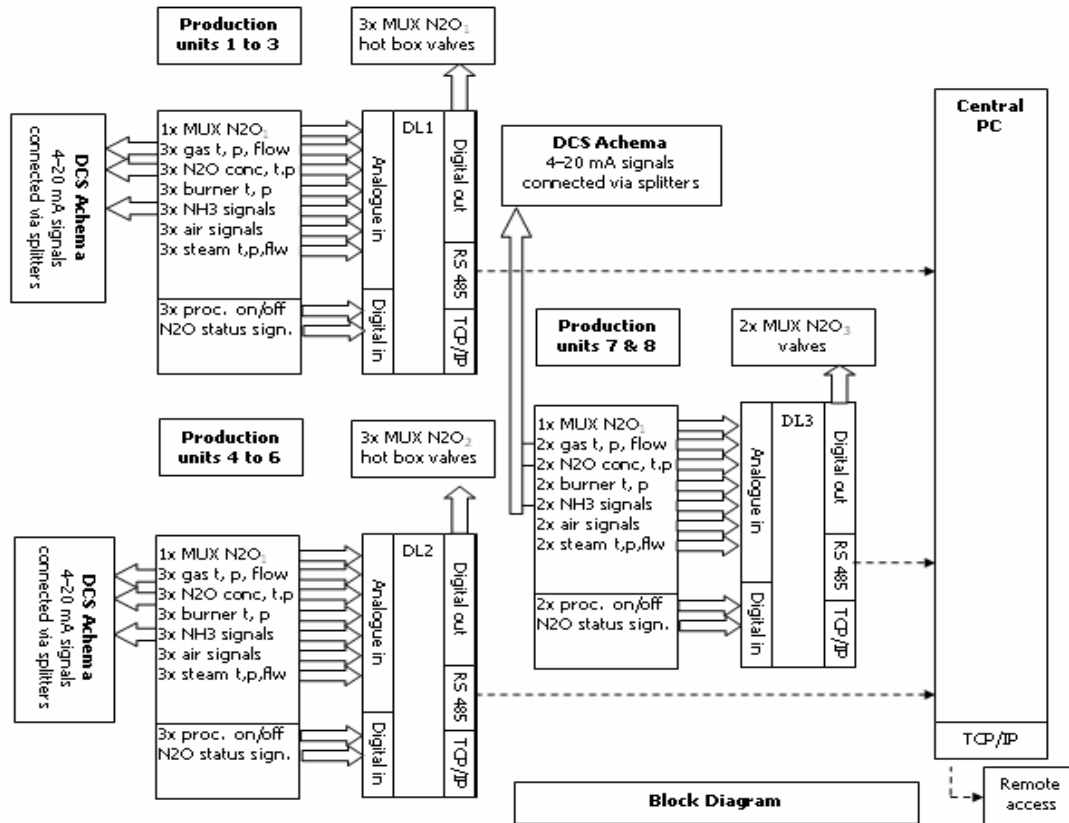 Production
units 1 to 3
3x MUX N2O₁
hot box valves
DCS Achema
4–20 mA signals
connected via splitters
1x MUX N2O₁
3x gas t, p, flow
3x N2O conc, t.p
3x burner t, p
3x NH3 signals
3x air signals
3x steam t,p,flw
3x proc. on/off
N2O status sign.
Analogue in
Digital in
DL1
Digital out
RS 485
TCP/IP
DCS Achema
4–20 mA signals
connected via splitters
Central
PC
Production
units 4 to 6
3x MUX N2O₂
hot box valves
DCS Achema
4–20 mA signals
connected via splitters
1x MUX N2O₁
3x gas t, p, flow
3x N2O conc, t.p
3x burner t, p
3x NH3 signals
3x air signals
3x steam t,p,flw
3x proc. on/off
N2O status sign.
Analogue in
Digital in
DL2
Digital out
RS 485
TCP/IP
Production
units 7 & 8
2x MUX N2O₃
valves
1x MUX N2O₁
2x gas t, p, flow
2x N2O conc, t.p
2x burner t, p
2x NH3 signals
2x air signals
2x steam t,p,flw
2x proc. on/off
N2O status sign.
Analogue in
Digital in
DL3
Digital out
RS 485
TCP/IP
TCP/IP
Block Diagram
Remote
access